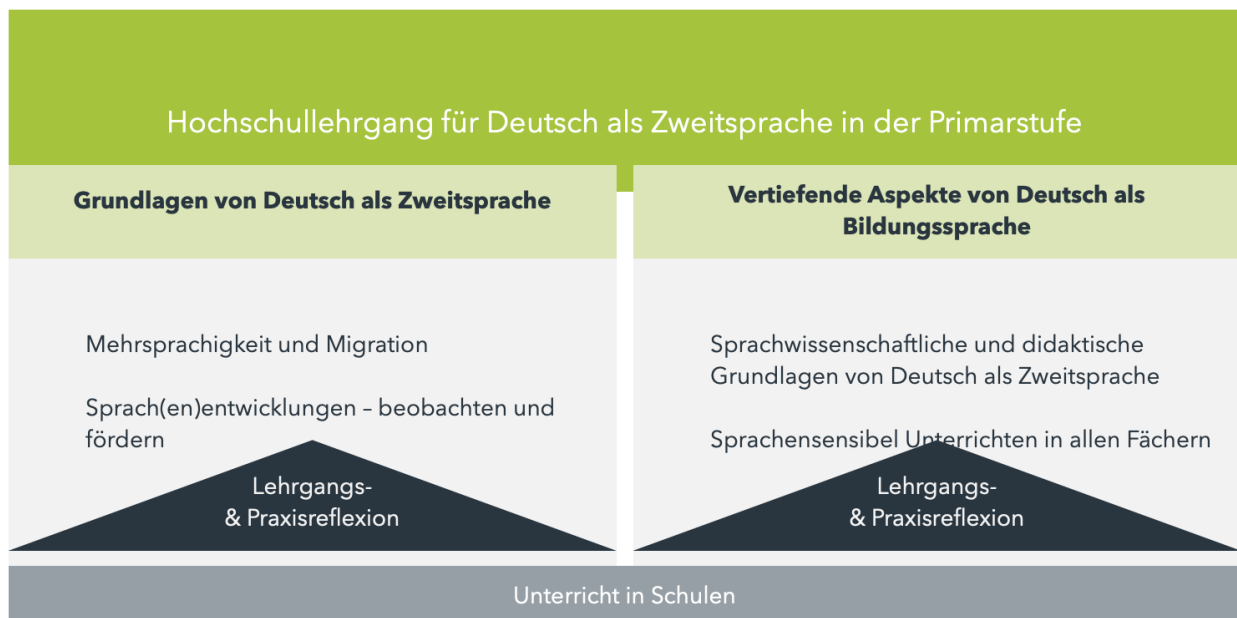 Hochschullehrgang für Deutsch als Zweitsprache in der Primarstufe
Grundlagen von Deutsch als Zweitsprache
Mehrsprachigkeit und Migration
Sprach(en)entwicklungen – beobachten und
fördern
Lehrgangs-
& Praxisreflexion
Vertiefende Aspekte von Deutsch als
Bildungssprache
Sprachwissenschaftliche und didaktische
Grundlagen von Deutsch als Zweitsprache
Sprachensensibel Unterrichten in allen Fächern
Lehrgangs-
& Praxisreflexion
Unterricht in Schulen